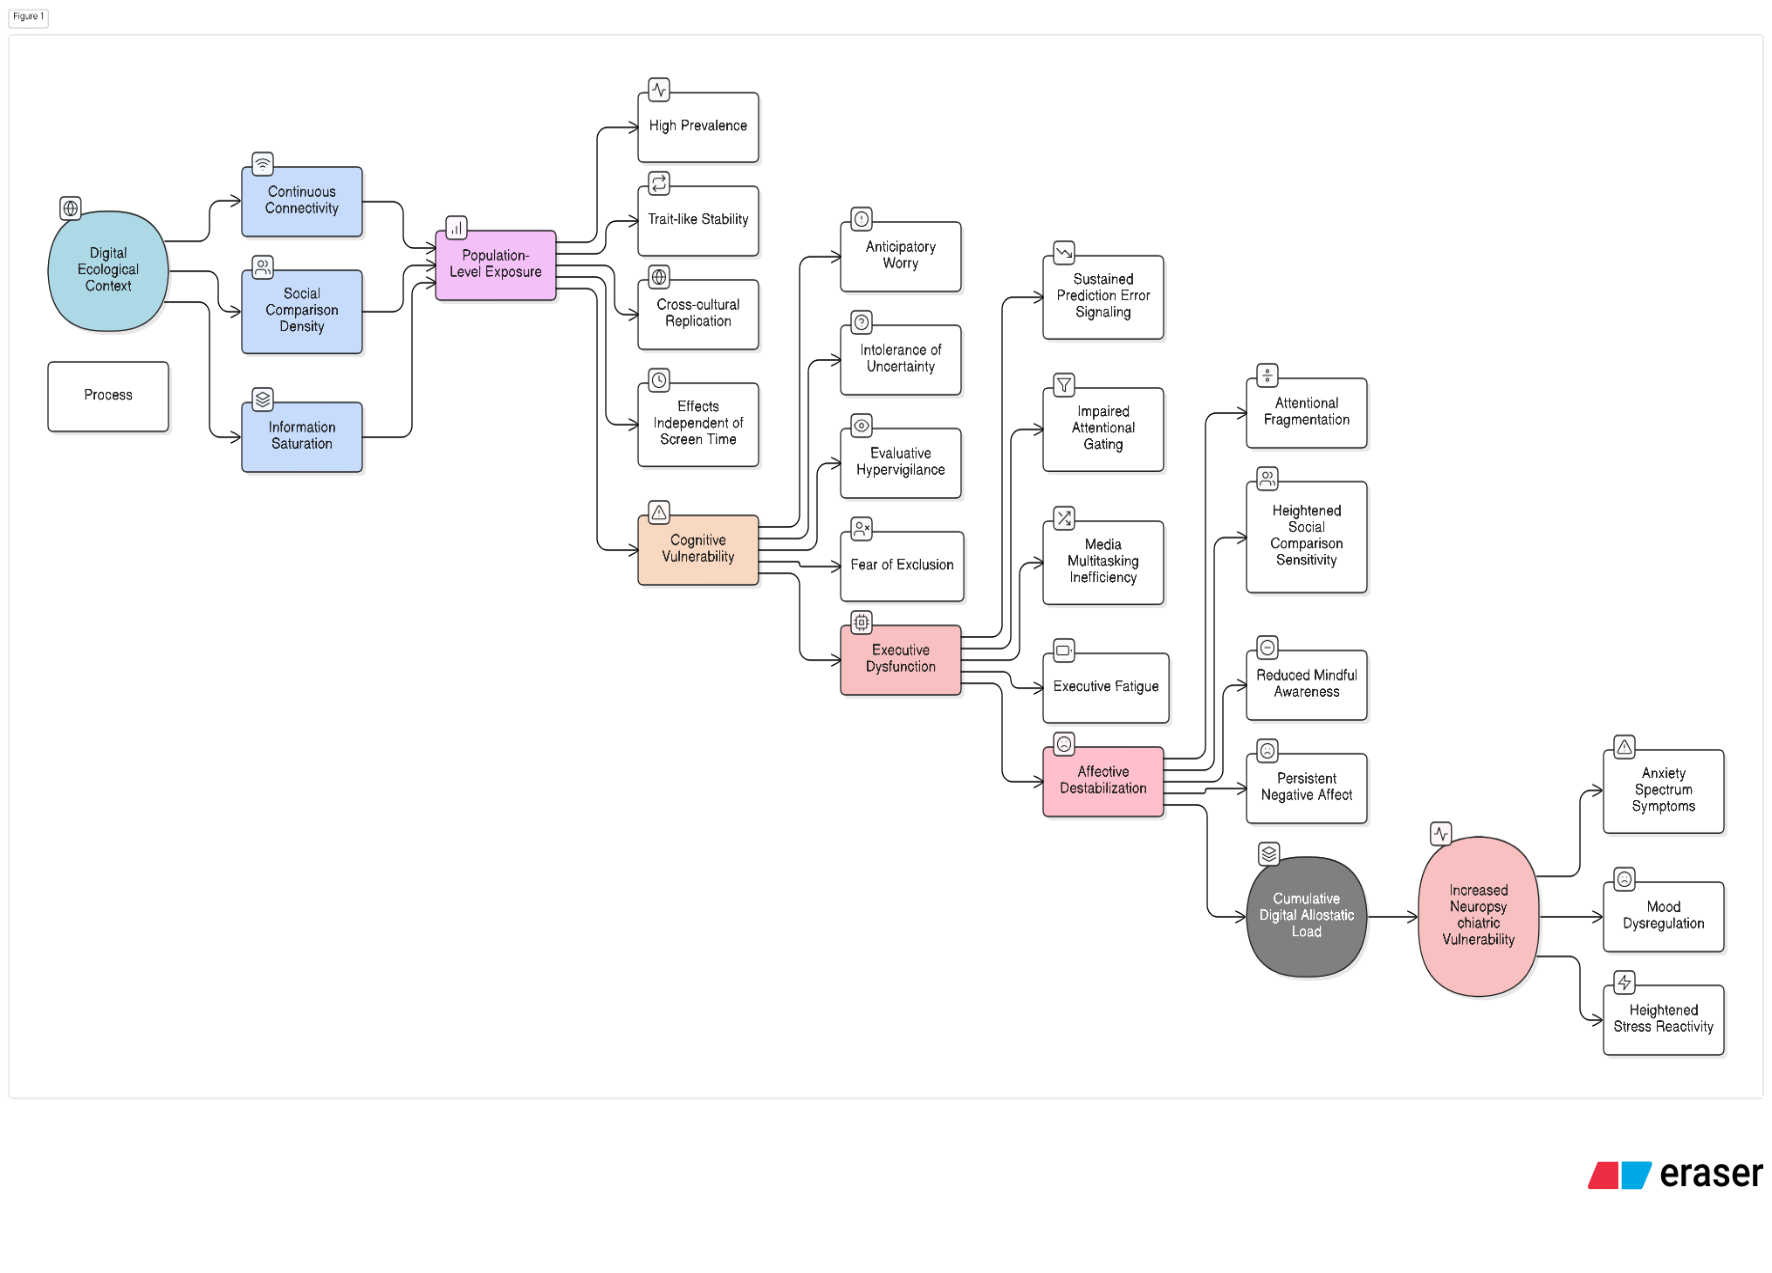 Figure 1
Digital
Ecological
Context
Process
Continuous
Connectivity
Social
Comparison
Density
Information
Saturation
Population-
Level Exposure
High Prevalence
Trait-like Stability
Cross-cultural
Replication
Effects
Independent of
Screen Time
Cognitive
Vulnerability
Anticipatory
Worry
Intolerance of
Uncertainty
Evaluative
Hypervigilance
Fear of Exclusion
Executive
Dysfunction
Sustained
Prediction Error
Signaling
Impaired
Attentional
Gating
Media
Multitasking
Inefficiency
Executive Fatigue
Affective
Destabilization
Attentional
Fragmentation
Heightened
Social
Comparison
Sensitivity
Reduced Mindful
Awareness
Persistent
Negative Affect
Cumulative
Digital Allostatic
Load
Increased
Neuropsy
chiatric
Vulnerability
Anxiety
Spectrum
Symptoms
Mood
Dysregulation
Heightened
Stress Reactivity
eraser